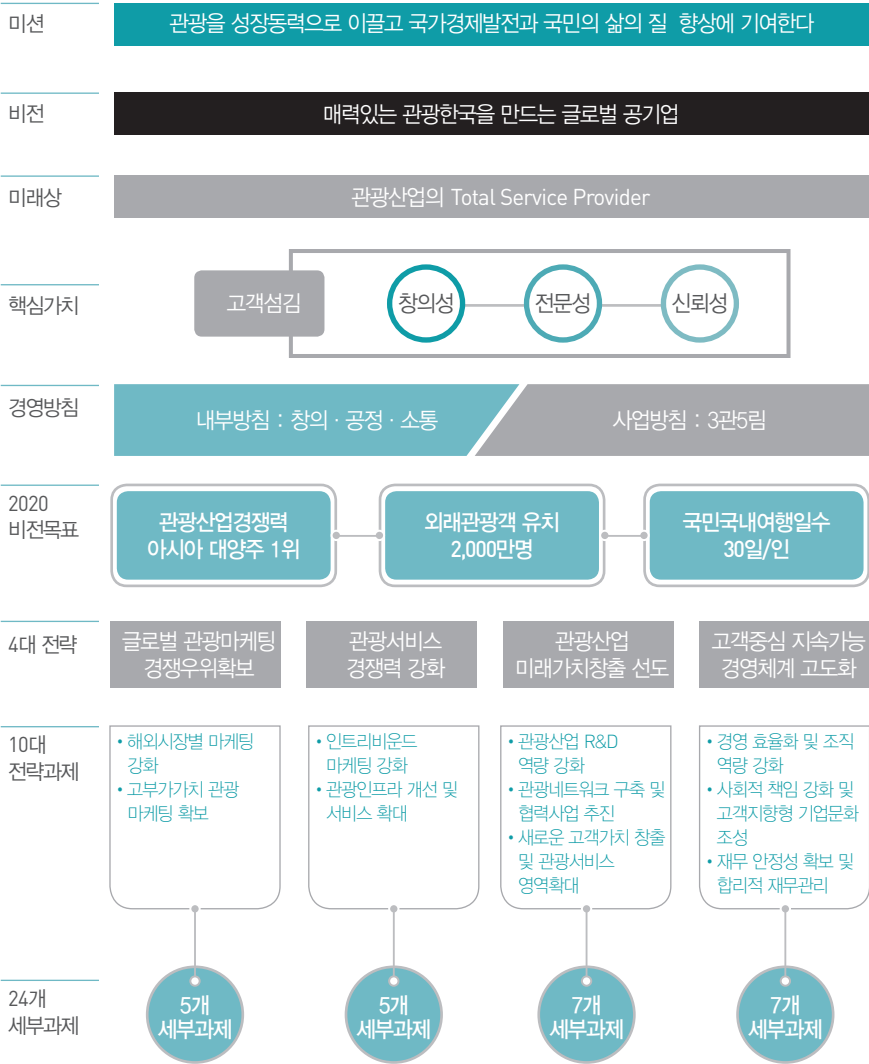 미션
관광을 성장동력으로 이끌고 국가경제발전과 국민의 삶의 질 향상에 기여한다
비전
매력있는 관광한국을 만드는 글로벌 공기업
미래상
관광산업의 Total Service Provider
핵심가치
고객섬김
창의성
전문성
신뢰성
경영방침
내부방침 : 창의 · 공정 · 소통
사업방침 : 3관5림
2020
비전목표
관광산업경쟁력
아시아 대양주 1위
외래관광객 유치
2,000만명
국민국내여행일수
30일/인
4대 전략
글로벌 관광마케팅
경쟁우위확보
관광서비스
경쟁력 강화
관광산업
미래가치창출 선도
고객중심 지속가능
경영체계 고도화
10대
전략과제
• 해외시장별 마케팅
강화
• 고부가가치 관광
마케팅 확보
• 인트라바운드
마케팅 강화
• 관광인프라 개선 및
서비스 확대
• 관광산업 R&D
역량 강화
• 관광네트워크 구축 및
협력사업 추진
• 새로운 고객가치 창출
및 관광서비스
영역확대
• 경영 효율화 및 조직
역량 강화
• 사회적 책임 강화 및
고객지향형 기업문화
조성
• 재무 안정성 확보 및
합리적 재무관리
24개
세부과제
5개
세부과제
5개
세부과제
7개
세부과제
7개
세부과제